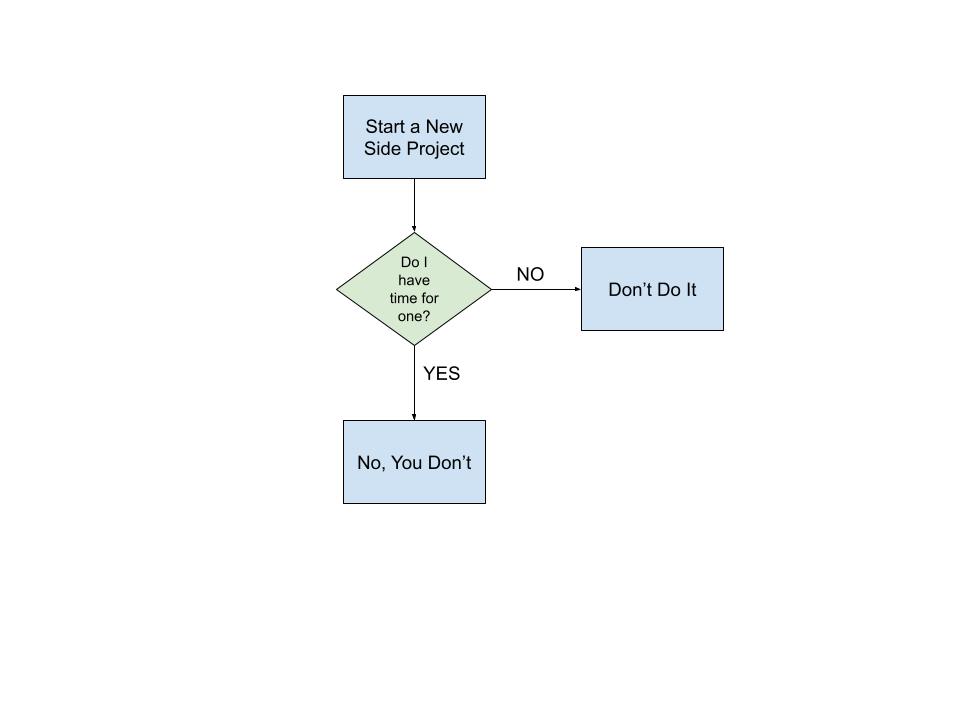 Start a New
Side Project
Do I
have
time for
one?
NO
Don’t Do It
YES
No, You Don’t